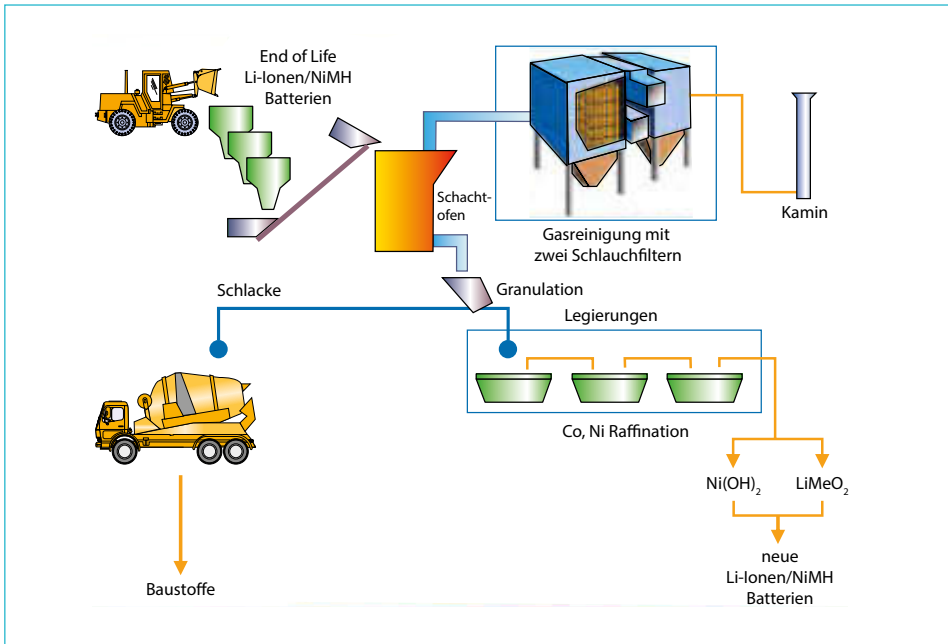 End of Life
Li-Ionen/NiMH
Batterien
Schacht-
ofen
Gasreinigung mit
zwei Schlauchfiltern
Kamin
Schlacke
Granulation
Legierungen
Co, Ni Raffination
Ni(OH)₂
LiMeO₂
neue
Li-Ionen/NiMH
Batterien
Baustoffe